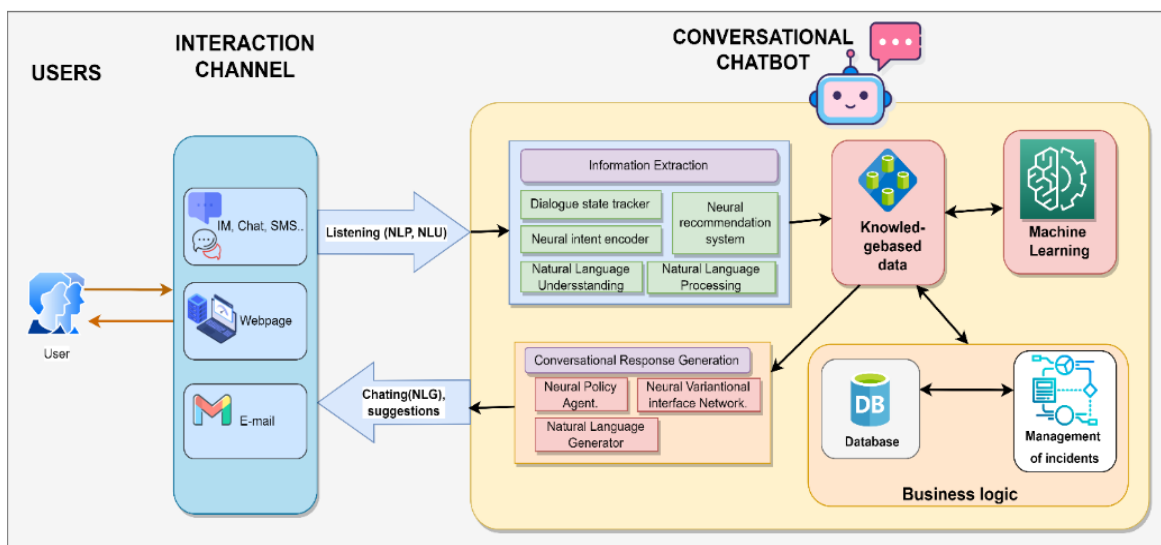 USERS
INTERACTION
CHANNEL
CONVERSATIONAL
CHATBOT
User
IM, Chat, SMS..
Webpage
E-mail
Listening (NLP, NLU)
Chating(NLG),
suggestions
Information Extraction
Dialogue state tracker
Neural intent encoder
Neural
recommendation
system
Natural Language
Undersstanding
Natural Language
Processing
Knowled-
gebased
data
Machine
Learning
Conversational Response Generation
Neural Policy
Agent.
Neural Variantional
interface Network.
Natural Language
Generator
DB
Database
Management
of incidents
Business logic